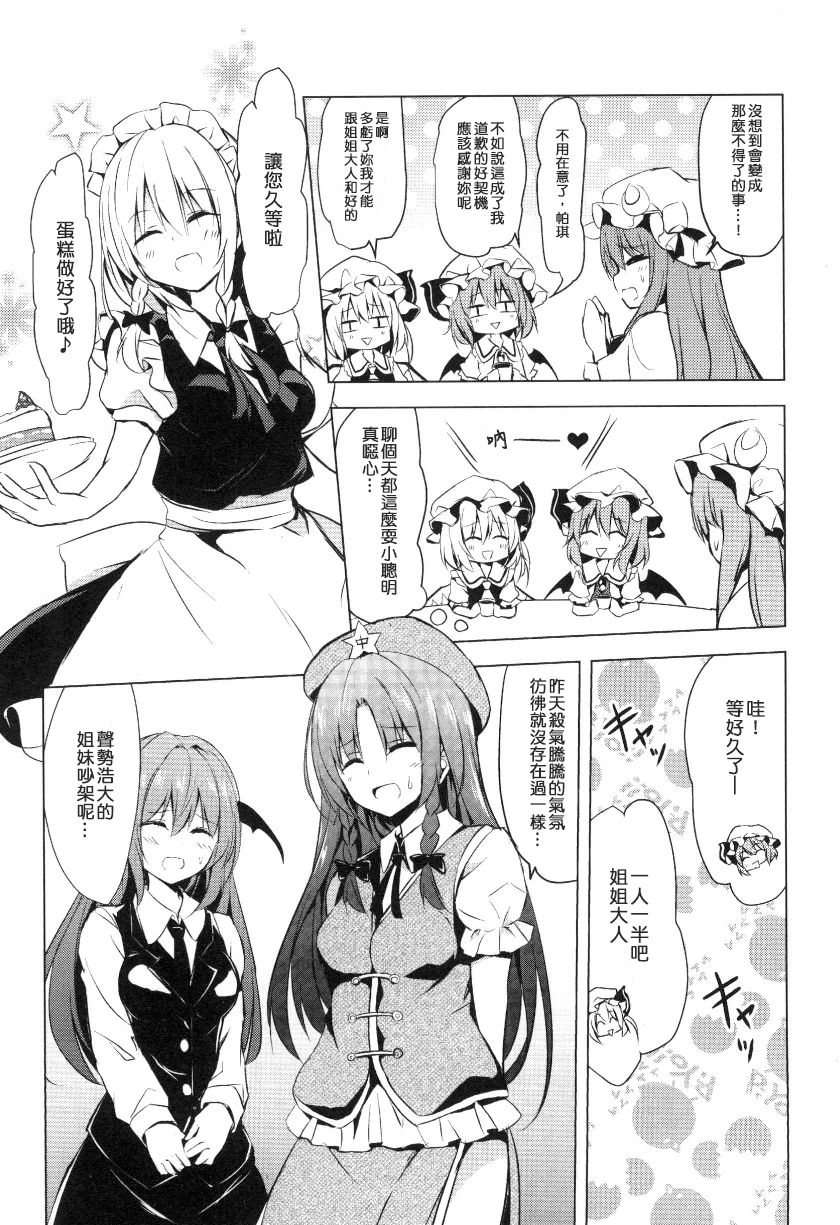 沒想到會變成
那麼不得了的事⋯⋯!
不用在意了，帕琪
不如說這成了我
道歉的好契機
應該感謝妳呢
是啊
多虧了妳我才能
跟姐姐大人和好的
讓您久等啦
蛋糕做好了哦♪
吶——♥
聊個天都這麼耍小聰明
真噁心⋯
哇！
等好久了—
キャッ
一人一半吧
姐姐大人
キャッ
昨天殺氣騰騰的氣氛
彷彿就沒存在過一樣⋯
中
聲勢浩大的
姐妹吵架呢⋯